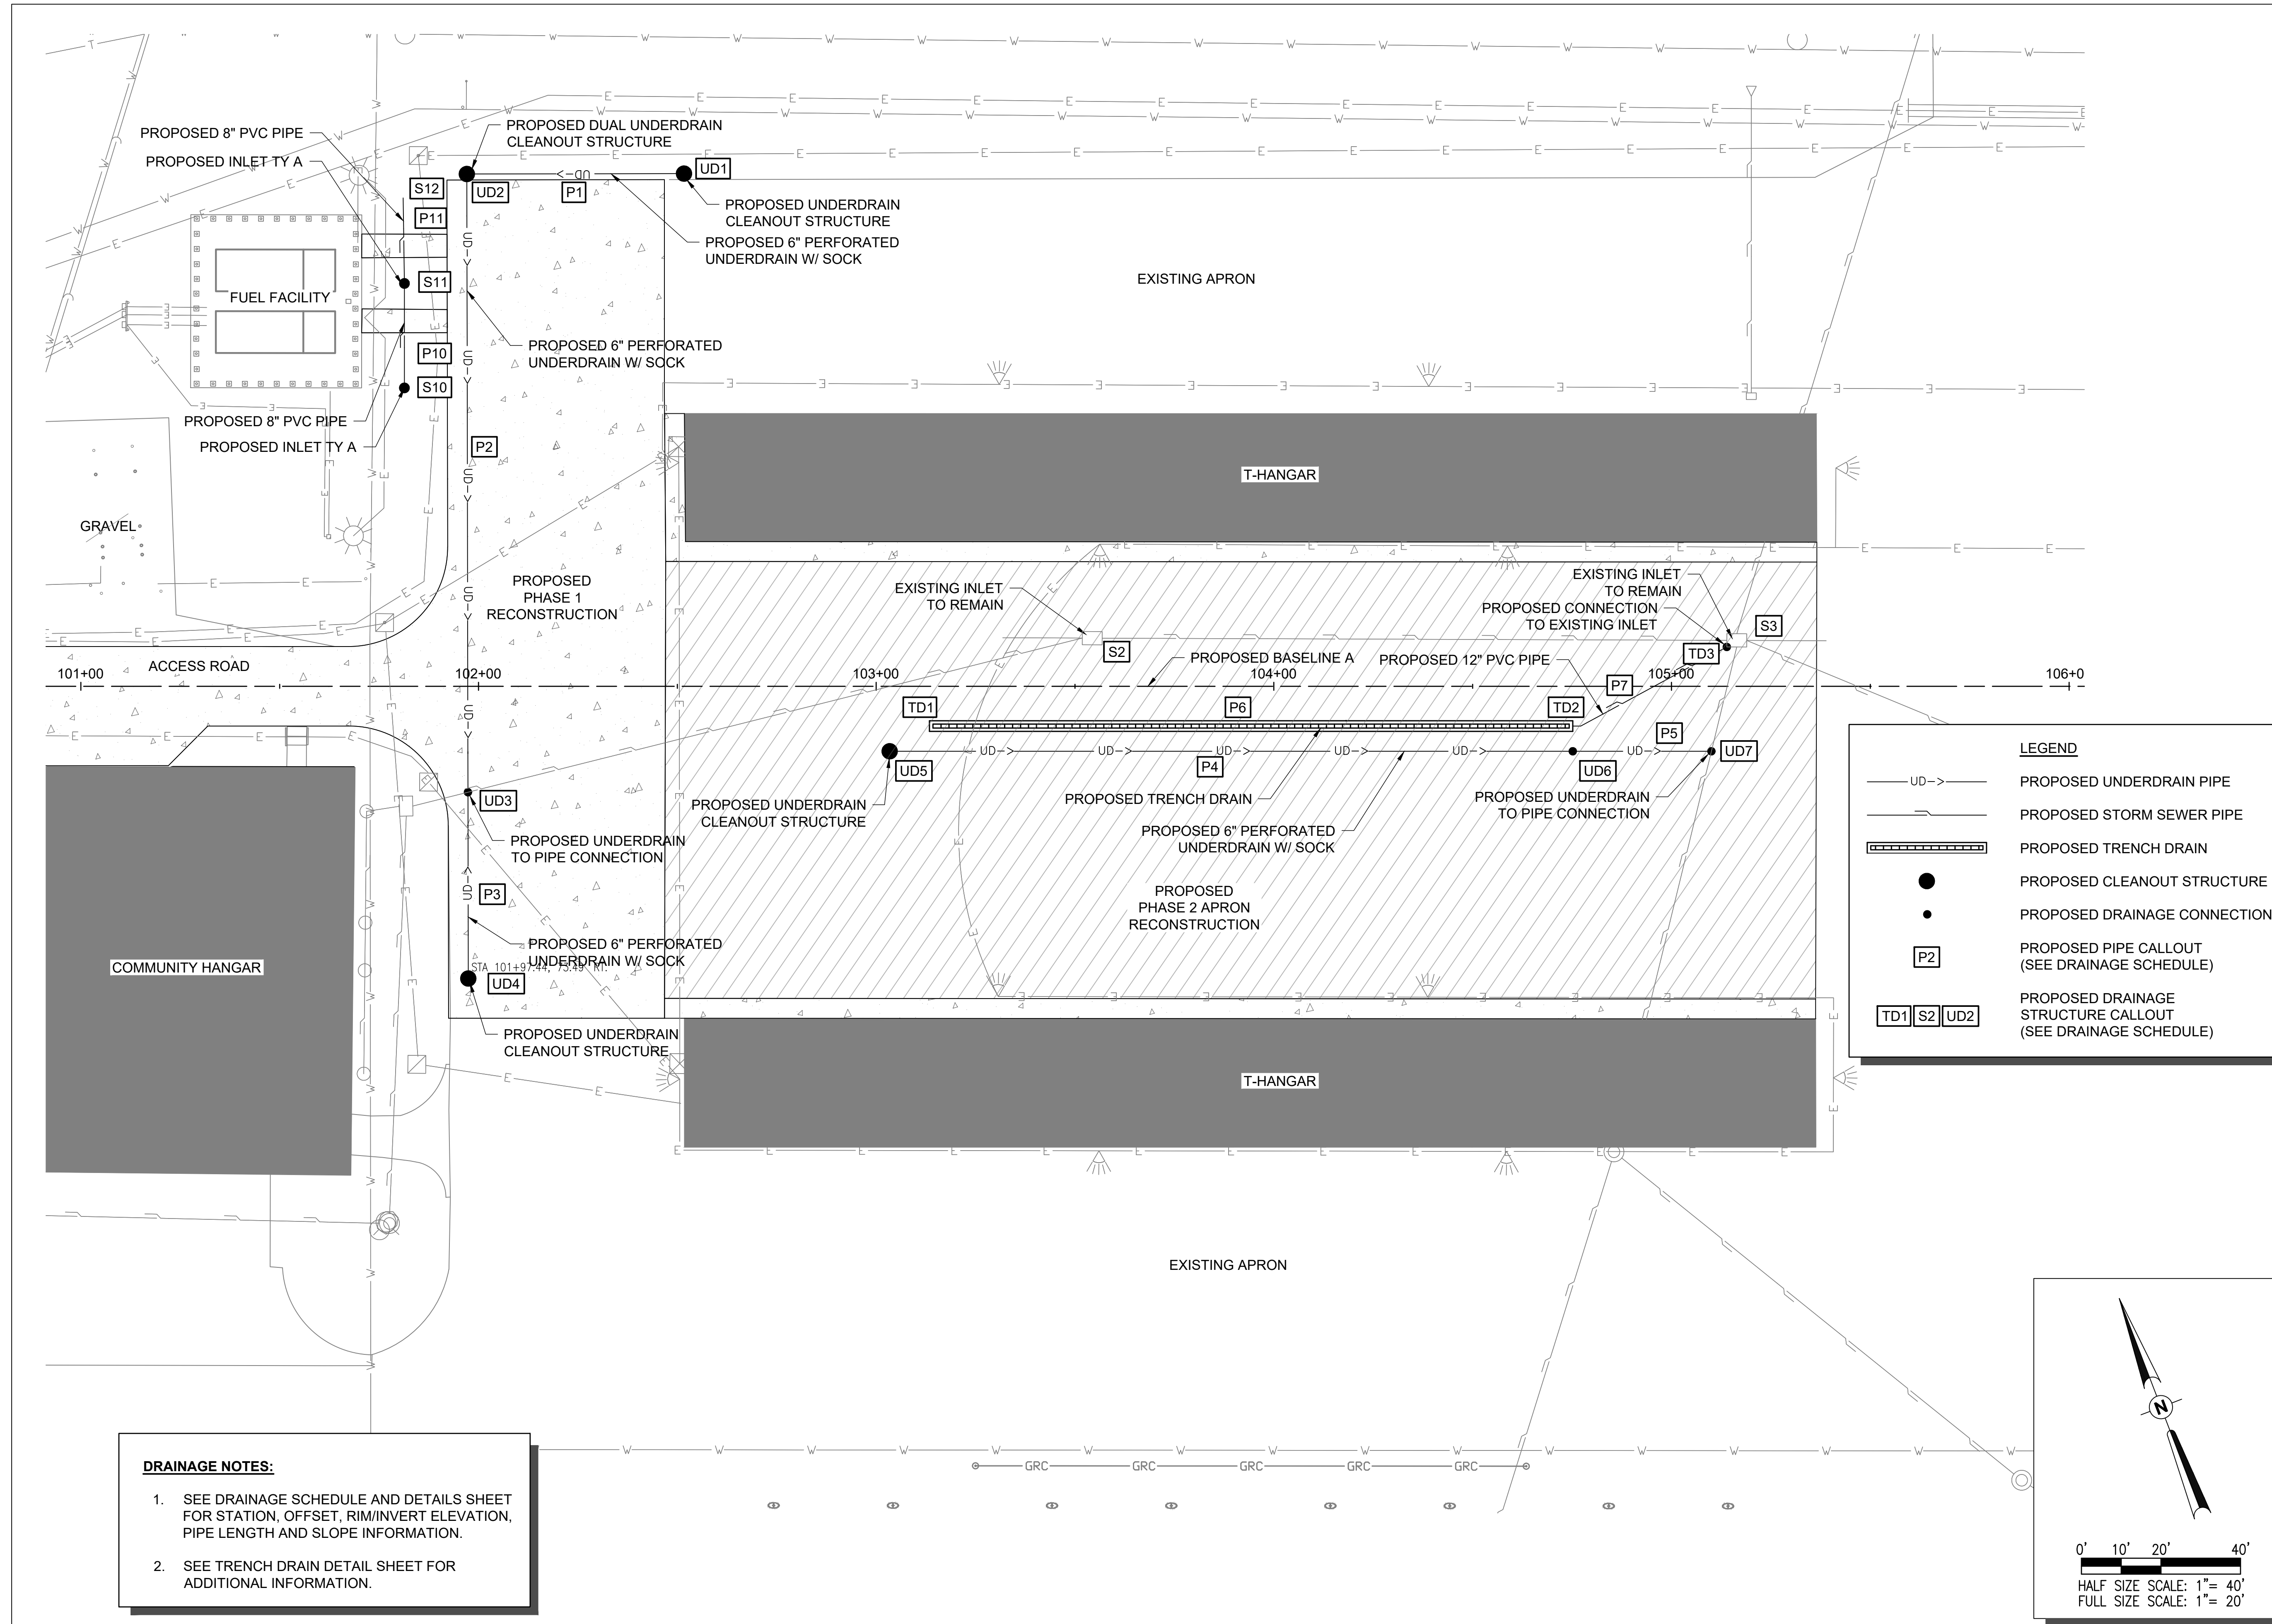 PROPOSED 8" PVC PIPE
PROPOSED INLET TY A
PROPOSED DUAL UNDERDRAIN
CLEANOUT STRUCTURE
S12
UD2
P1
UD1
P11
PROPOSED UNDERDRAIN
CLEANOUT STRUCTURE
PROPOSED 6" PERFORATED
UNDERDRAIN W/ SOCK
EXISTING APRON
S11
FUEL FACILITY
PROPOSED 6" PERFORATED
UNDERDRAIN W/ SOCK
P10
S10
PROPOSED 8" PVC PIPE
PROPOSED INLET TY A
P2
T-HANGAR
GRAVEL
PROPOSED
PHASE 1
RECONSTRUCTION
EXISTING INLET
TO REMAIN
S2
EXISTING INLET
TO REMAIN
PROPOSED CONNECTION
TO EXISTING INLET
S3
TD3
ACCESS ROAD
PROPOSED BASELINE A
PROPOSED 12" PVC PIPE
101+00
102+00
103+00
104+00
105+00
106+0
P7
TD1
P6
TD2
P5
UD5
P4
UD6
UD7
UD3
PROPOSED UNDERDRAIN
CLEANOUT STRUCTURE
PROPOSED TRENCH DRAIN
PROPOSED UNDERDRAIN
TO PIPE CONNECTION
PROPOSED 6" PERFORATED
UNDERDRAIN W/ SOCK
PROPOSED UNDERDRAIN
TO PIPE CONNECTION
P3
PROPOSED
PHASE 2 APRON
RECONSTRUCTION
PROPOSED 6" PERFORATED
UNDERDRAIN W/ SOCK
STA 101+97.44, 73.49' RT.
UD4
COMMUNITY HANGAR
PROPOSED UNDERDRAIN
CLEANOUT STRUCTURE
T-HANGAR
EXISTING APRON
GRC GRC GRC GRC GRC
LEGEND
UD-> PROPOSED UNDERDRAIN PIPE
PROPOSED STORM SEWER PIPE
PROPOSED TRENCH DRAIN
PROPOSED CLEANOUT STRUCTURE
PROPOSED DRAINAGE CONNECTION
P2
PROPOSED PIPE CALLOUT
(SEE DRAINAGE SCHEDULE)
TD1 S2 UD2
PROPOSED DRAINAGE
STRUCTURE CALLOUT
(SEE DRAINAGE SCHEDULE)
DRAINAGE NOTES:
1. SEE DRAINAGE SCHEDULE AND DETAILS SHEET
FOR STATION, OFFSET, RIM/INVERT ELEVATION,
PIPE LENGTH AND SLOPE INFORMATION.
2. SEE TRENCH DRAIN DETAIL SHEET FOR
ADDITIONAL INFORMATION.
N
0' 10' 20' 40'
HALF SIZE SCALE: 1"= 40'
FULL SIZE SCALE: 1"= 20'